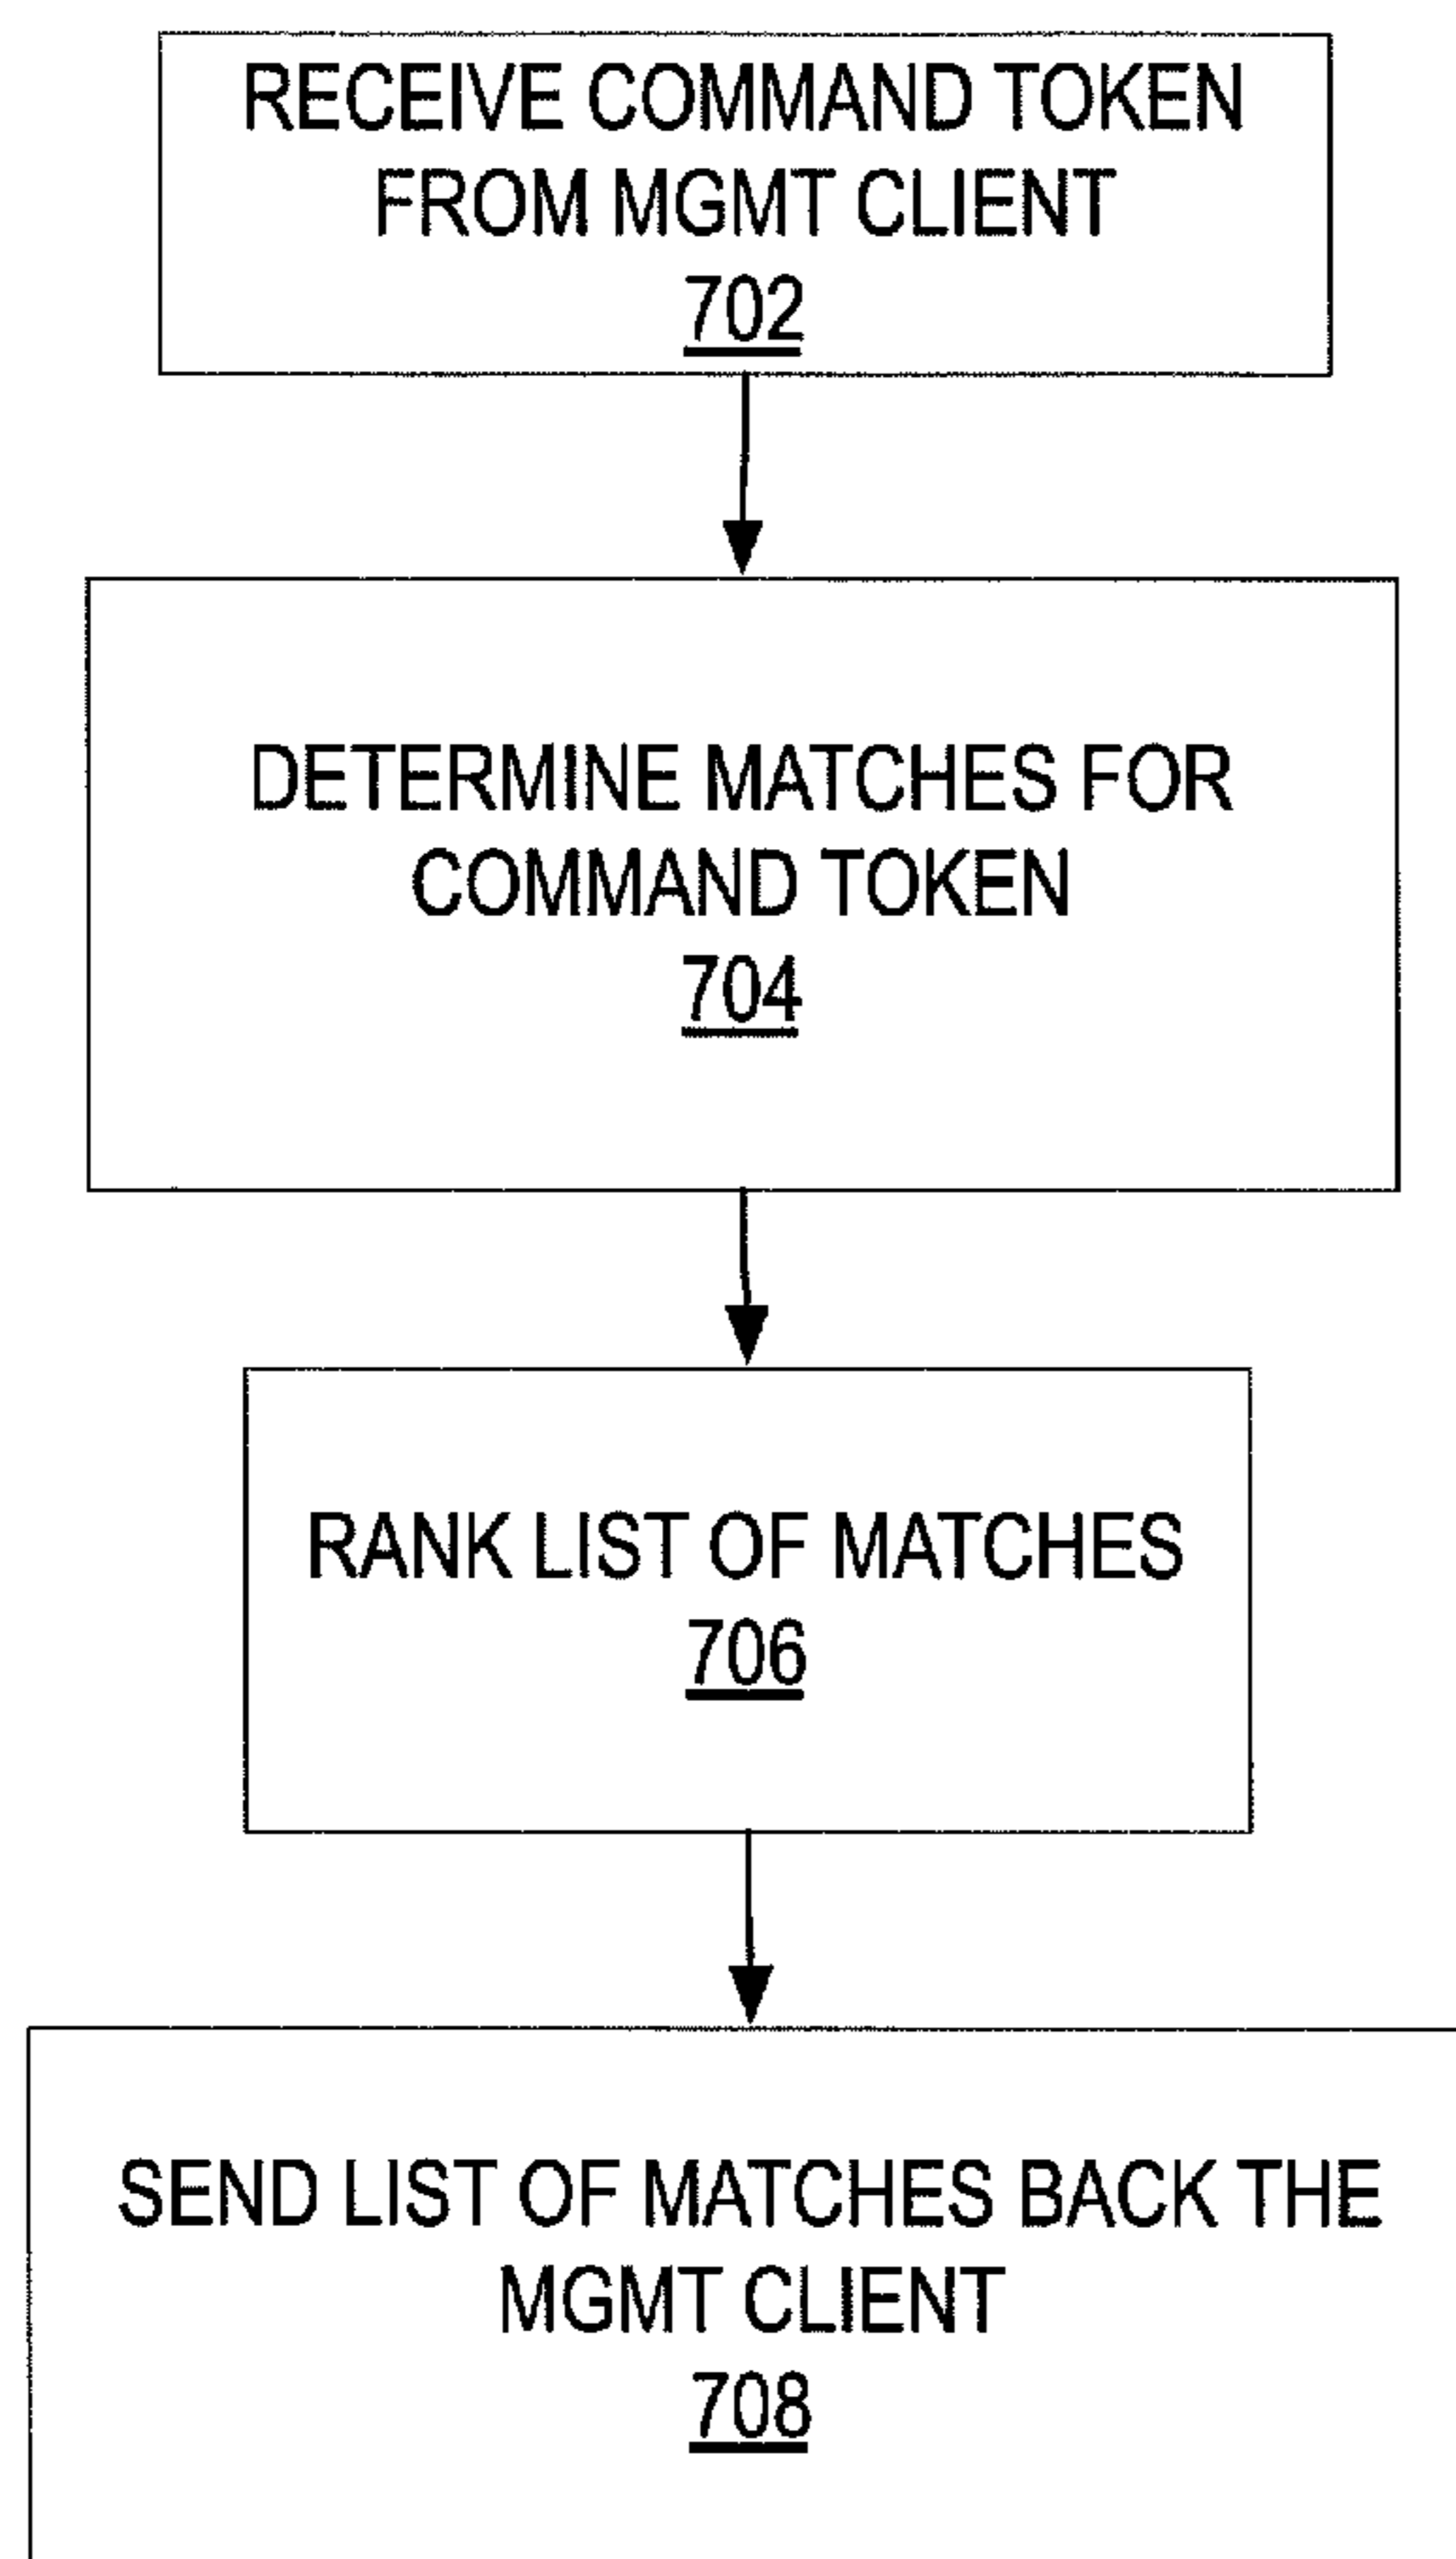 RECEIVE COMMAND TOKEN
FROM MGMT CLIENT
702
DETERMINE MATCHES FOR
COMMAND TOKEN
704
RANK LIST OF MATCHES
706
SEND LIST OF MATCHES BACK THE
MGMT CLIENT
708